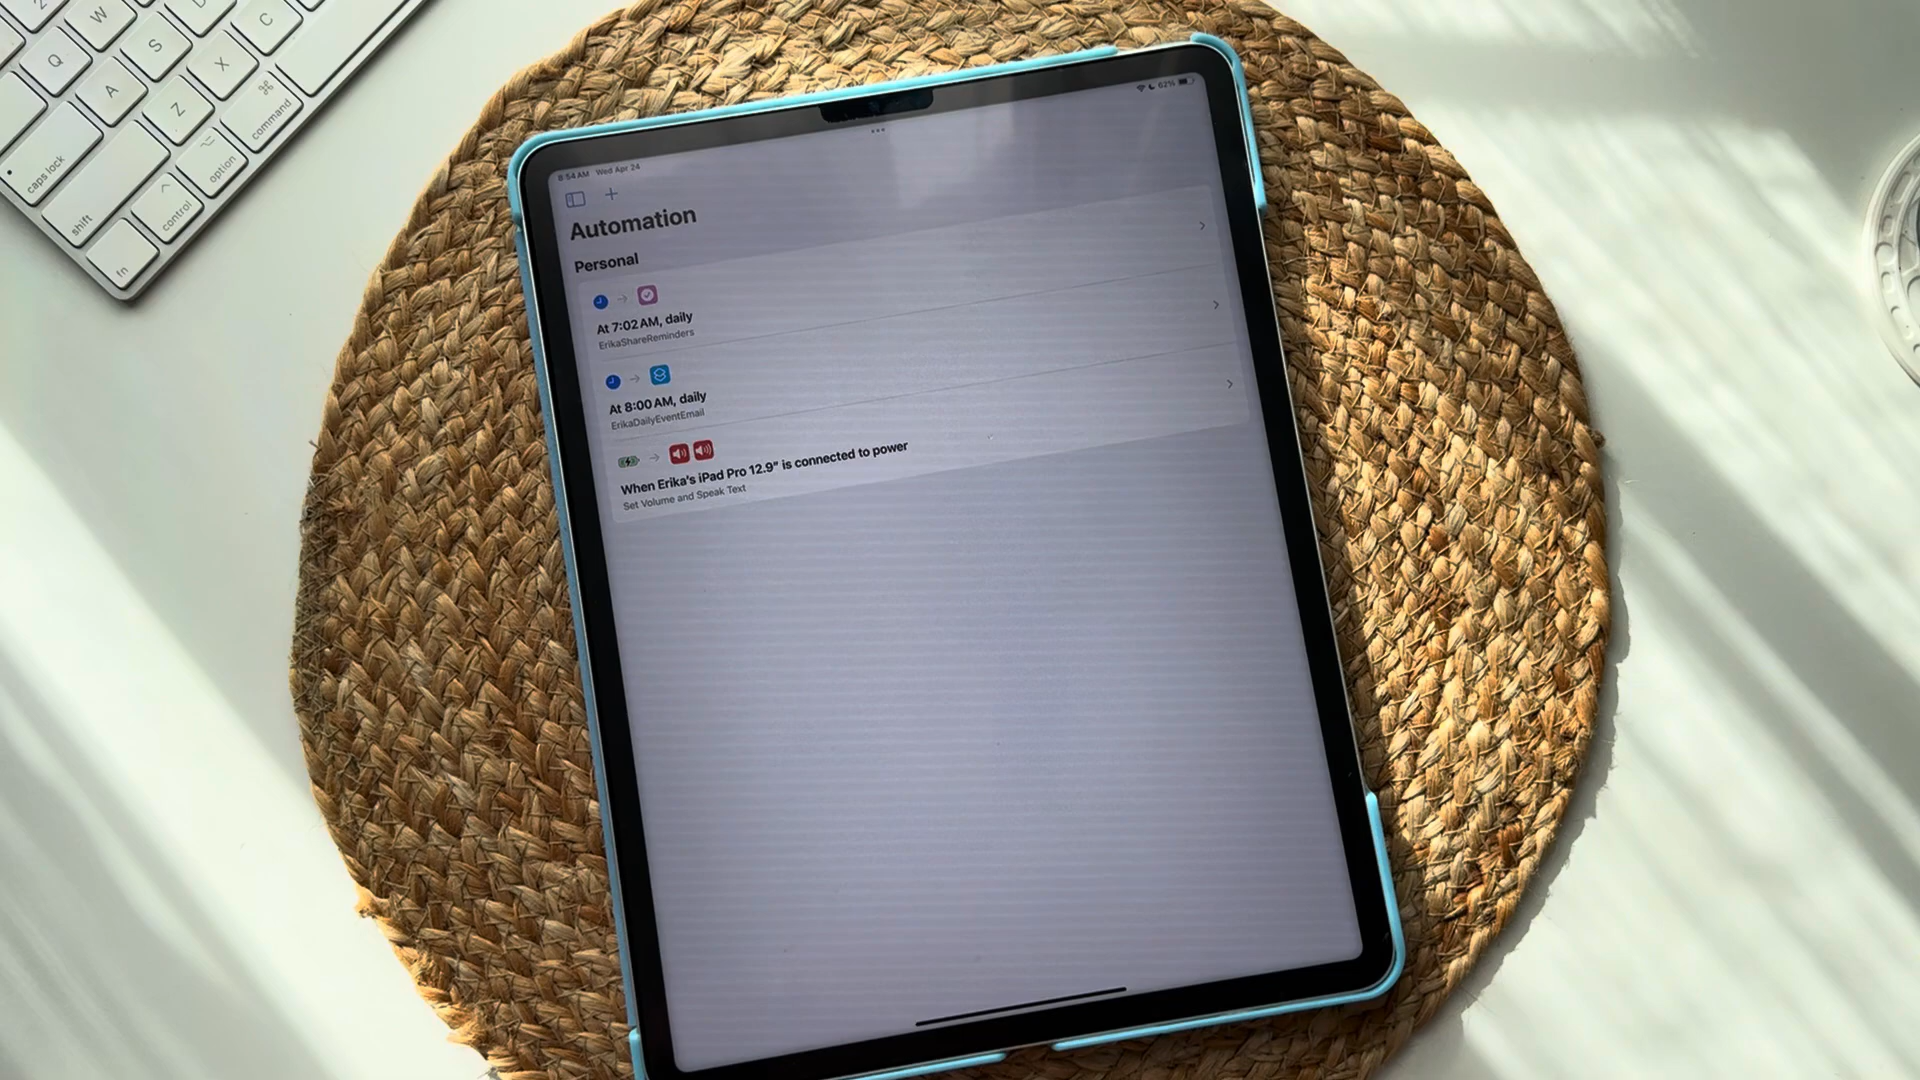 2
W
D
C
Q
S
X
⌘
command
A
Z
⌥
option
caps lock
^
control
shift
fn
8:54 AM Wed Apr 24
62%
Automation
Personal
At 7:02 AM, daily
ErikaShareReminders
At 8:00 AM, daily
ErikaDailyEventEmail
When Erika's iPad Pro 12.9" is connected to power
Set Volume and Speak Text